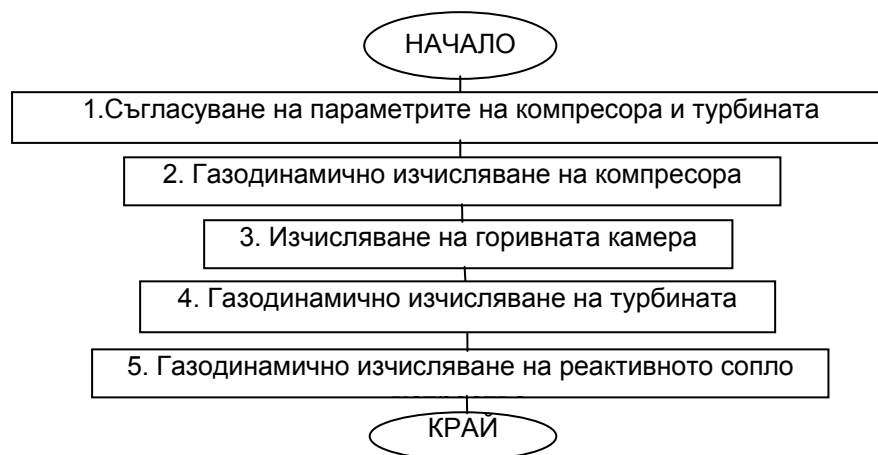 НАЧАЛО
1.Съгласуване на параметрите на компресора и турбината
2. Газодинамично изчисляване на компресора
3. Изчисляване на горивната камера
4. Газодинамично изчисляване на турбината
5. Газодинамично изчисляване на реактивното сопло
КРАЙ